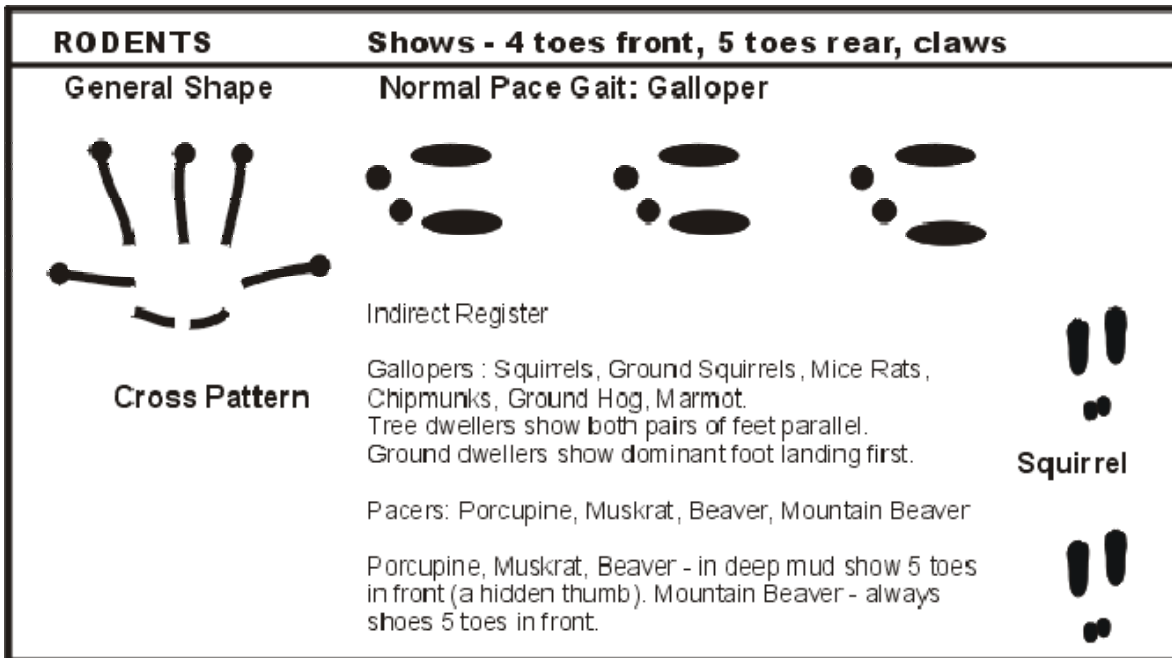 RODENTS Shows - 4 toes front, 5 toes rear, claws
General Shape Normal Pace Gait: Galloper
Indirect Register
Gallopers : Squirrels, Ground Squirrels, Mice Rats,
Chipmunks, Ground Hog, Marmot.
Cross Pattern
Tree dwellers show both pairs of feet parallel.
Ground dwellers show dominant foot landing first.
Squirrel
Pacers: Porcupine, Muskrat, Beaver, Mountain Beaver
Porcupine, Muskrat, Beaver - in deep mud show 5 toes
in front (a hidden thumb). Mountain Beaver - always
shoes 5 toes in front.